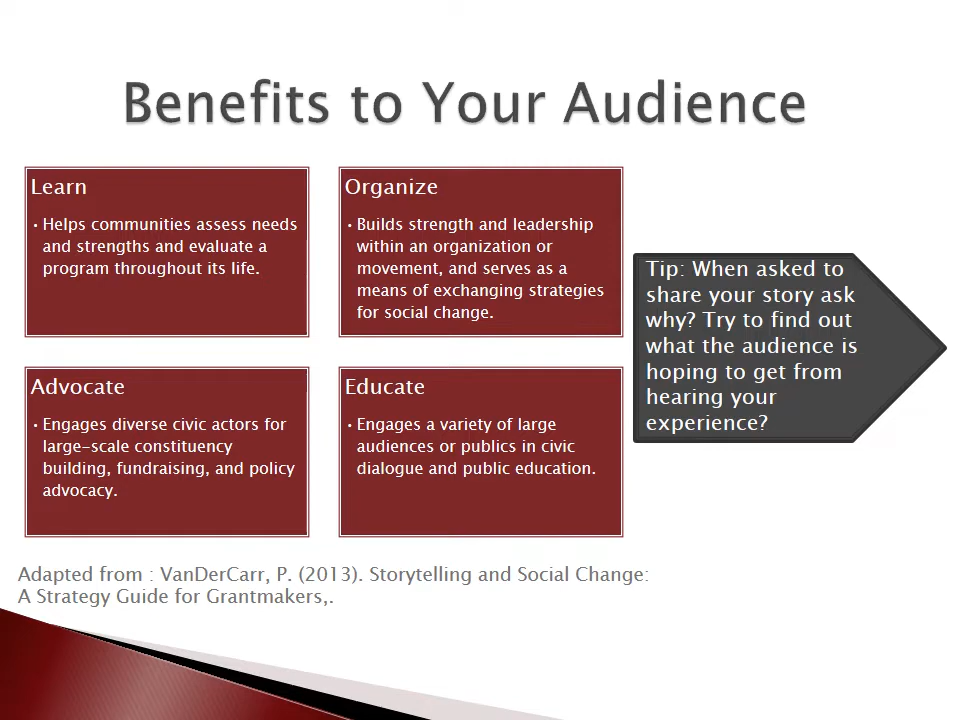 Benefits to Your Audience
Learn
• Helps communities assess needs
and strengths and evaluate a
program throughout its life.
Organize
• Builds strength and leadership
within an organization or
movement, and serves as a
means of exchanging strategies
for social change.
Advocate
• Engages diverse civic actors for
large-scale constituency
building, fundraising, and policy
advocacy.
Educate
• Engages a variety of large
audiences or publics in civic
dialogue and public education.
Tip: When asked to
share your story ask
why? Try to find out
what the audience is
hoping to get from
hearing your
experience?
Adapted from : VanDerCarr, P. (2013). Storytelling and Social Change:
A Strategy Guide for Grantmakers,.